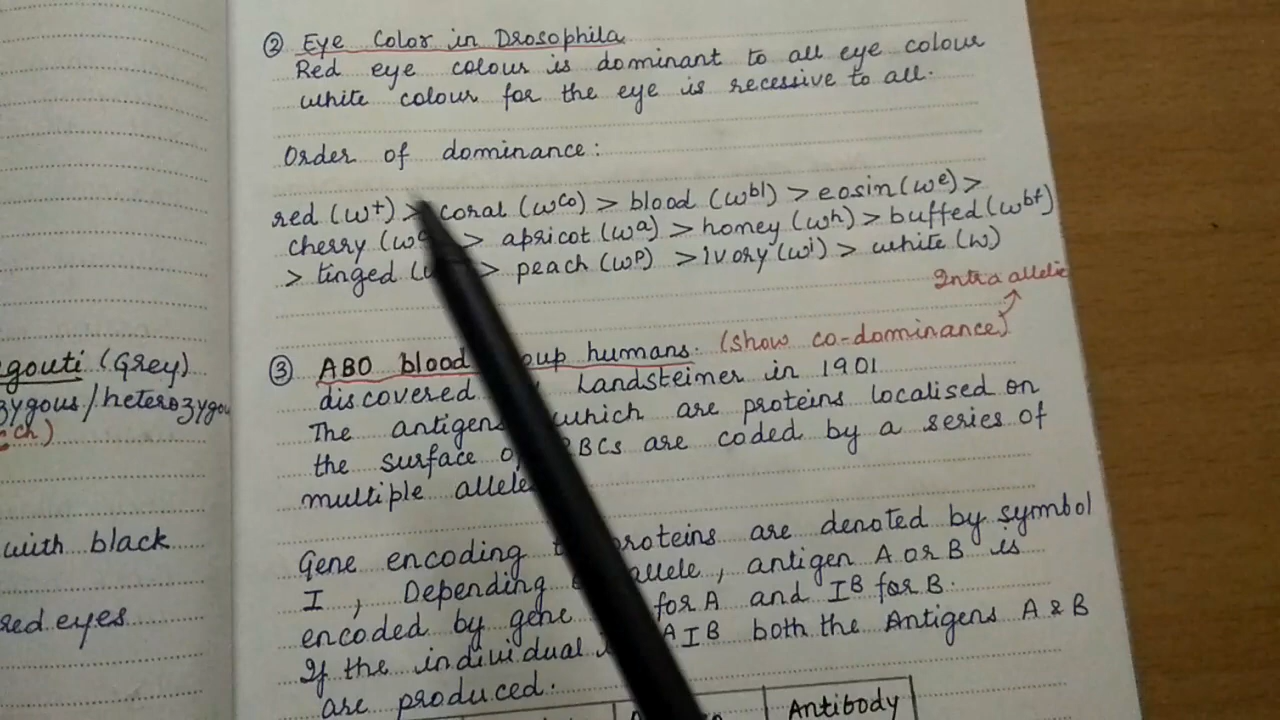 ② Eye Color in Drosophila
Red eye colour is dominant to all eye colour
white colour for the eye is recessive to all.
Order of dominance:
red (w+) > coral (wco) > blood (wbl) > eosin (we) >
cherry > apricot (wa) > honey (wh) > buffed (wbf)
> tinged > peach (wp) > Ivory (wi) > white (w)
Intra allelic
③ ABO blood humans. (show co-dominance)
discovered Landsteimer in 1901
The antigens which are proteins localised on
the surface RBCs are coded by a series of
multiple
Gene encoding proteins are denoted by symbol
I, Depending allele, antigen A or B is
encoded by gene for A and IB for B.
If the individual IB both the Antigens A & B
are produced.
Antibody
gouti (Grey)
zygous/heterozygou
cch)
with black
red eyes